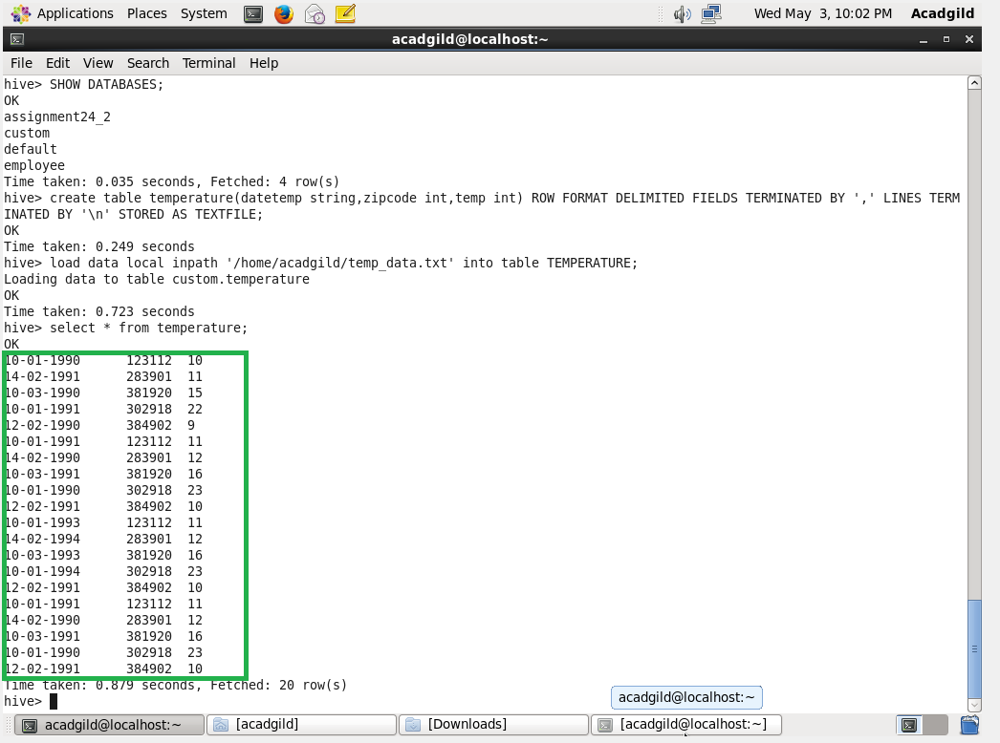 Applications Places System Wed May 3, 10:02 PM Acadgild
acadgild@localhost:~
File Edit View Search Terminal Help
hive> SHOW DATABASES;
OK
assignment24_2
custom
default
employee
Time taken: 0.035 seconds, Fetched: 4 row(s)
hive> create table temperature(datetemp string,zipcode int,temp int) ROW FORMAT DELIMITED FIELDS TERMINATED BY ',' LINES TERM
INATED BY '\n' STORED AS TEXTFILE;
OK
Time taken: 0.249 seconds
hive> load data local inpath '/home/acadgild/temp_data.txt' into table TEMPERATURE;
Loading data to table custom.temperature
OK
Time taken: 0.723 seconds
hive> select * from temperature;
OK
10-01-1990 123112 10
14-02-1991 283901 11
10-03-1990 381920 15
10-01-1991 302918 22
12-02-1990 384902 9
10-01-1991 123112 11
14-02-1990 283901 12
10-03-1991 381920 16
10-01-1990 302918 23
12-02-1991 384902 10
10-01-1993 123112 11
14-02-1994 283901 12
10-03-1993 381920 16
10-01-1994 302918 23
12-02-1991 384902 10
10-01-1991 123112 11
14-02-1990 283901 12
10-03-1991 381920 16
10-01-1990 302918 23
12-02-1991 384902 10
Time taken: 0.879 seconds, Fetched: 20 row(s)
hive>
acadgild@localhost:~
acadgild@localhost:~ [acadgild] [Downloads] [acadgild@localhost:~]